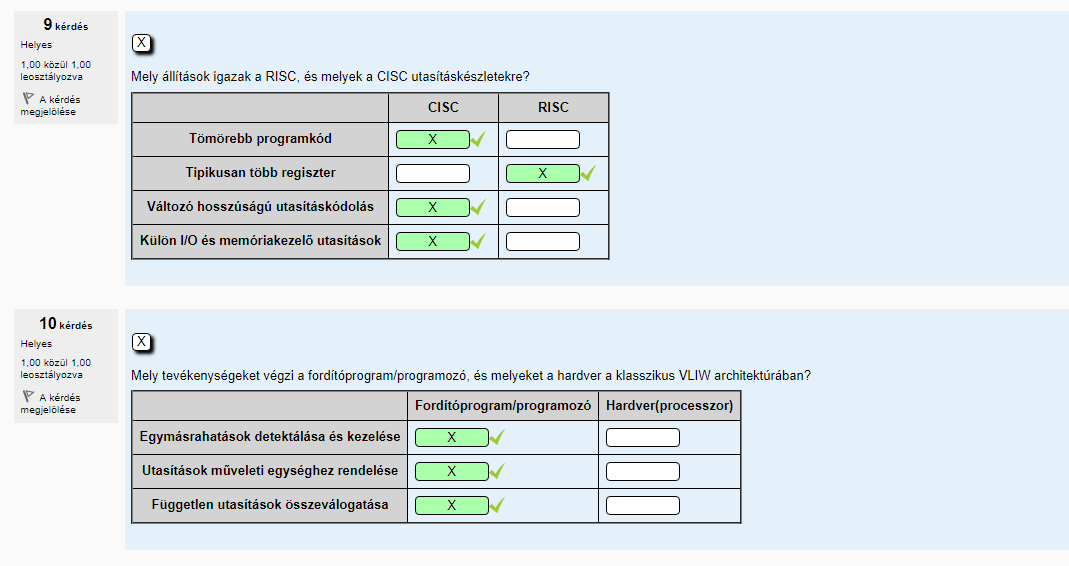 9 kérdés
Helyes
1,00 közül 1,00
leosztályozva
A kérdés
megjelölése
X
Mely állítások igazak a RISC, és melyek a CISC utasításkészletekre?
CISC RISC
Tömörebb programkód X
Tipikusan több regiszter X
Változó hosszúságú utasításkódolás X
Külön I/O és memóriakezelő utasítások X
10 kérdés
Helyes
1,00 közül 1,00
leosztályozva
A kérdés
megjelölése
X
Mely tevékenységeket végzi a fordítóprogram/programozó, és melyeket a hardver a klasszikus VLIW architektúrában?
Fordítóprogram/programozó Hardver(processzor)
Egymásrahatások detektálása és kezelése X
Utasítások műveleti egységhez rendelése X
Független utasítások összeválogatása X